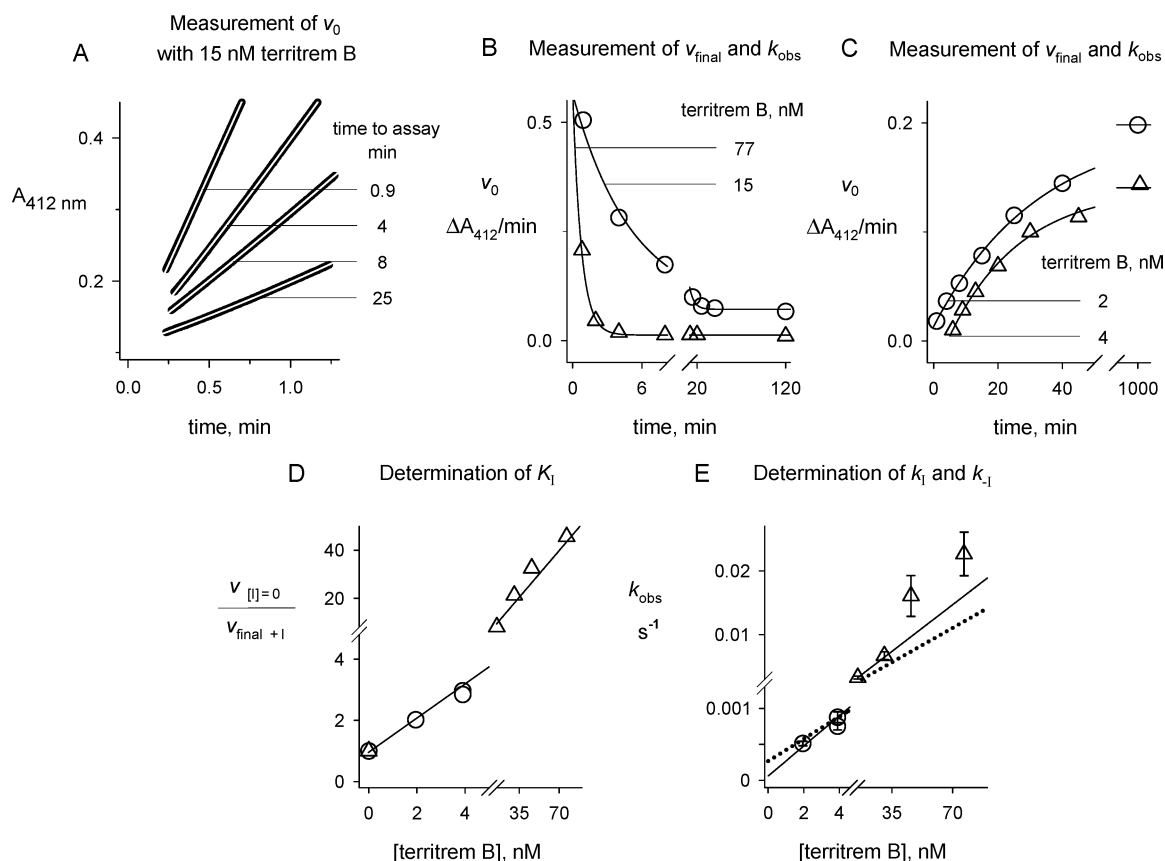 A
Measurement of v0
with 15 nM territrem B
A412 nm
0.4
0.2
time to assay
min
0.9
4
8
25
0.0
0.5
1.0
time, min
B
Measurement of vfinal and kobs
v0
ΔA412/min
0.5
0.0
territrem B, nM
77
15
0
6
20
120
time, min
C
Measurement of vfinal and kobs
v0
ΔA412/min
0.2
0.0
territrem B, nM
2
4
0
20
40
1000
time, min
D
Determination of KI
v [I] = 0
vfinal + I
40
20
4
2
0
0
2
4
35
70
[territrem B], nM
E
Determination of kI and k-I
kobs
s-1
0.02
0.01
0.001
0
0
2
4
35
70
[territrem B], nM